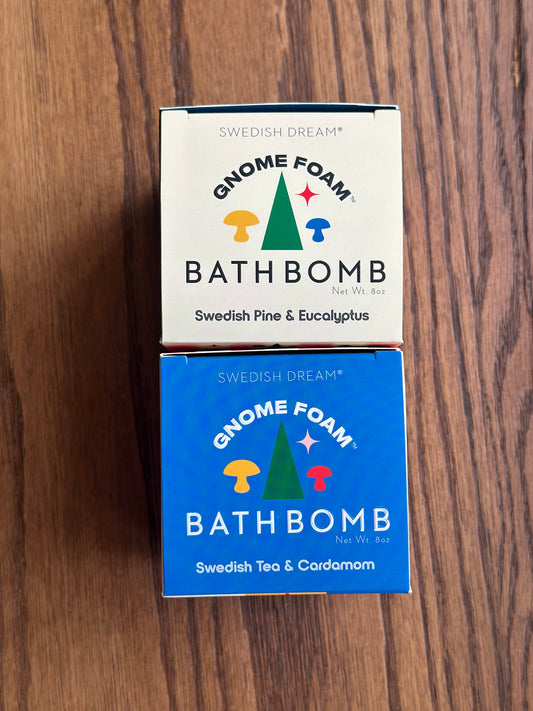 SWEDISH DREAM®
GNOME FOAM™
BATH BOMB
Net Wt. 8oz
Swedish Pine & Eucalyptus
SWEDISH DREAM®
GNOME FOAM™
BATH BOMB
Net Wt. 8oz
Swedish Tea & Cardamom